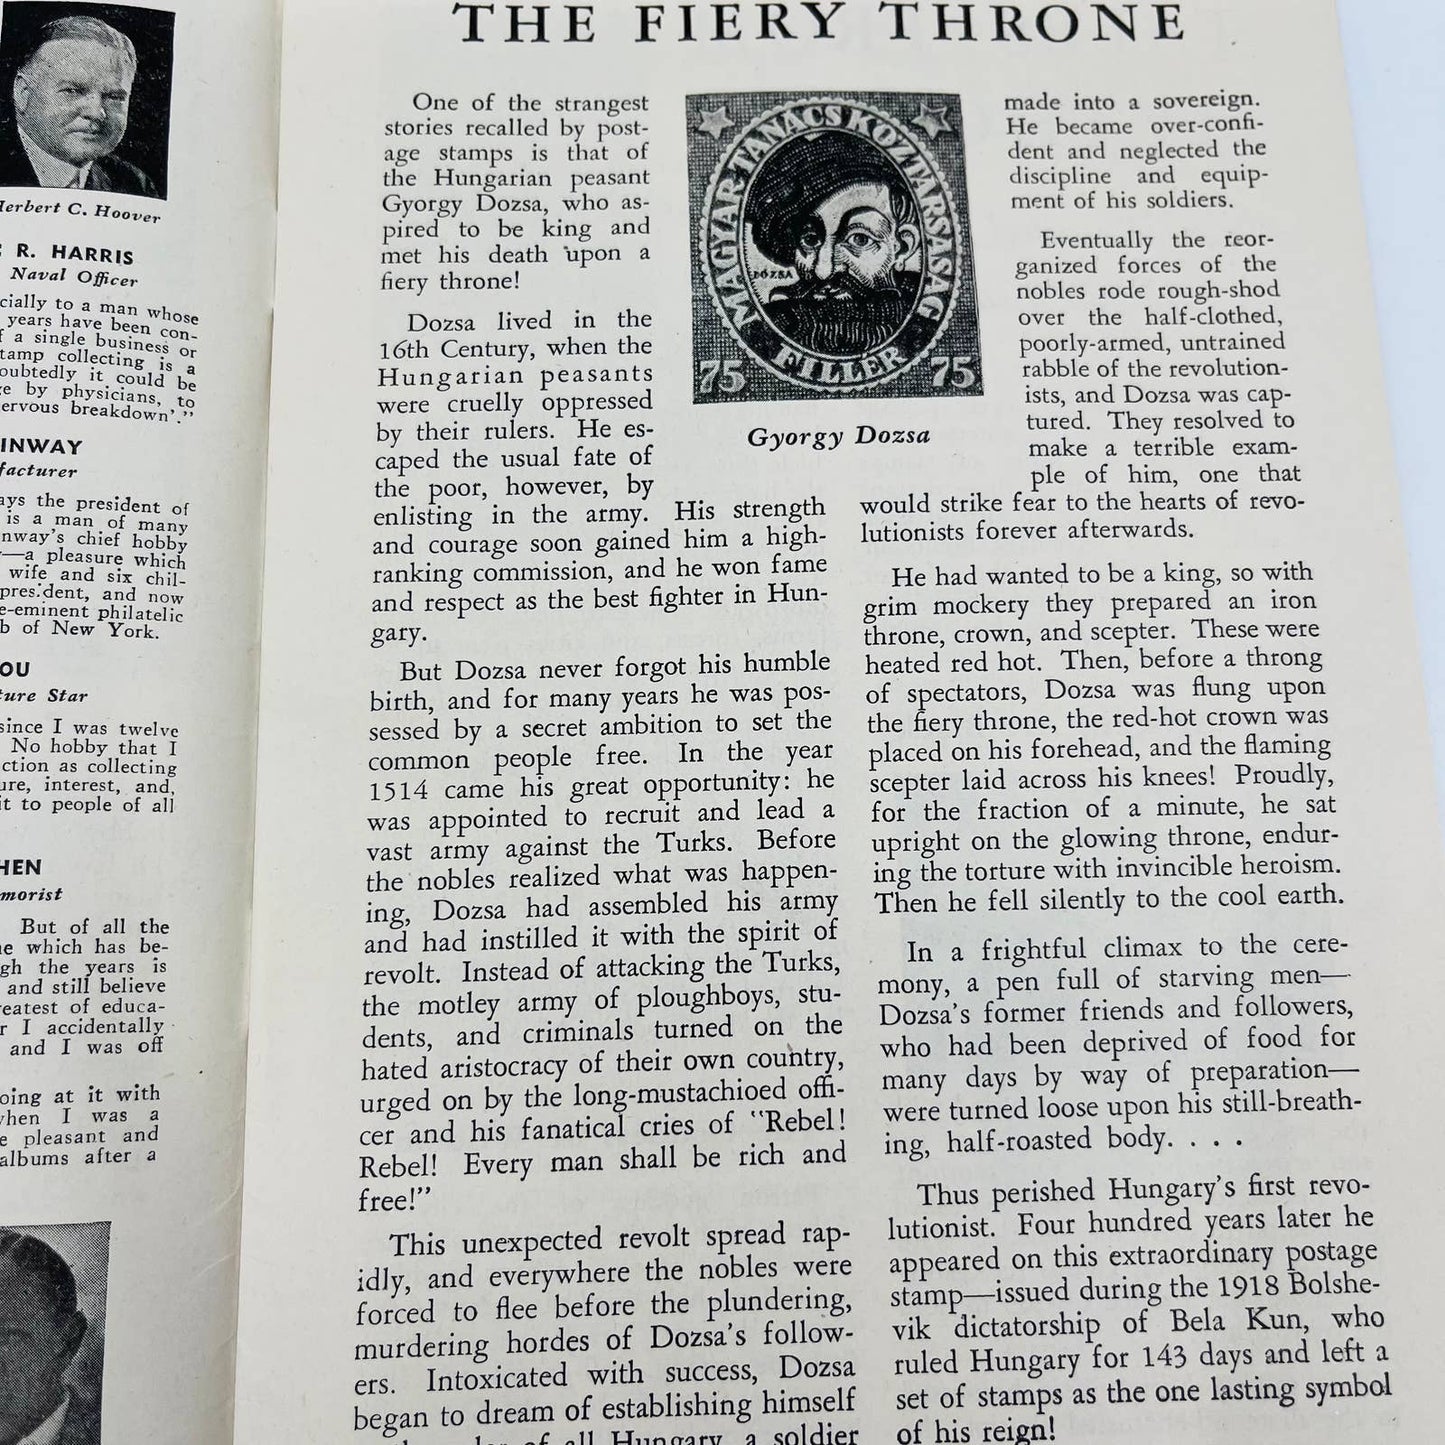 Herbert C. Hoover
R. HARRIS
Naval Officer
cially to a man whose
years have been con-
f a single business or
tamp collecting is a
oubtedly it could be
e by physicians, to
ervous breakdown'."
INWAY
facturer
ays the president of
is a man of many
nway's chief hobby
—a pleasure which
wife and six chil-
president, and now
e-eminent philatelic
b of New York.
OU
ture Star
since I was twelve
No hobby that I
ction as collecting
ure, interest, and,
it to people of all
HEN
morist
But of all the
ne which has be-
gh the years is
and still believe
reatest of educa-
r I accidentally
and I was off
oing at it with
when I was a
e pleasant and
albums after a
THE FIERY THRONE
One of the strangest
stories recalled by post-
age stamps is that of
the Hungarian peasant
Gyorgy Dozsa, who as-
pired to be king and
met his death upon a
fiery throne!
Dozsa lived in the
16th Century, when the
Hungarian peasants
were cruelly oppressed
by their rulers. He es-
caped the usual fate of
the poor, however, by
enlisting in the army. His strength
and courage soon gained him a high-
ranking commission, and he won fame
and respect as the best fighter in Hun-
gary.
But Dozsa never forgot his humble
birth, and for many years he was pos-
sessed by a secret ambition to set the
common people free. In the year
1514 came his great opportunity: he
was appointed to recruit and lead a
vast army against the Turks. Before
the nobles realized what was happen-
ing, Dozsa had assembled his army
and had instilled it with the spirit of
revolt. Instead of attacking the Turks,
the motley army of ploughboys, stu-
dents, and criminals turned on the
hated aristocracy of their own country,
urged on by the long-mustachioed offi-
cer and his fanatical cries of "Rebel!
Rebel! Every man shall be rich and
free!"
This unexpected revolt spread rap-
idly, and everywhere the nobles were
forced to flee before the plundering,
murdering hordes of Dozsa's follow-
ers. Intoxicated with success, Dozsa
began to dream of establishing himself
of all Hungary, a soldier
MAGYAR TANÁCSKÖZTÁRSASÁG
DÓZSA
FILLÉR
75 75
Gyorgy Dozsa
made into a sovereign.
He became over-confi-
dent and neglected the
discipline and equip-
ment of his soldiers.
Eventually the reor-
ganized forces of the
nobles rode rough-shod
over the half-clothed,
poorly-armed, untrained
rabble of the revolution-
ists, and Dozsa was cap-
tured. They resolved to
make a terrible exam-
ple of him, one that
would strike fear to the hearts of revo-
lutionists forever afterwards.
He had wanted to be a king, so with
grim mockery they prepared an iron
throne, crown, and scepter. These were
heated red hot. Then, before a throng
of spectators, Dozsa was flung upon
the fiery throne, the red-hot crown was
placed on his forehead, and the flaming
scepter laid across his knees! Proudly,
for the fraction of a minute, he sat
upright on the glowing throne, endur-
ing the torture with invincible heroism.
Then he fell silently to the cool earth.
In a frightful climax to the cere-
mony, a pen full of starving men—
Dozsa's former friends and followers,
who had been deprived of food for
many days by way of preparation—
were turned loose upon his still-breath-
ing, half-roasted body. . . .
Thus perished Hungary's first revo-
lutionist. Four hundred years later he
appeared on this extraordinary postage
stamp—issued during the 1918 Bolshe-
vik dictatorship of Bela Kun, who
ruled Hungary for 143 days and left a
set of stamps as the one lasting symbol
of his reign!